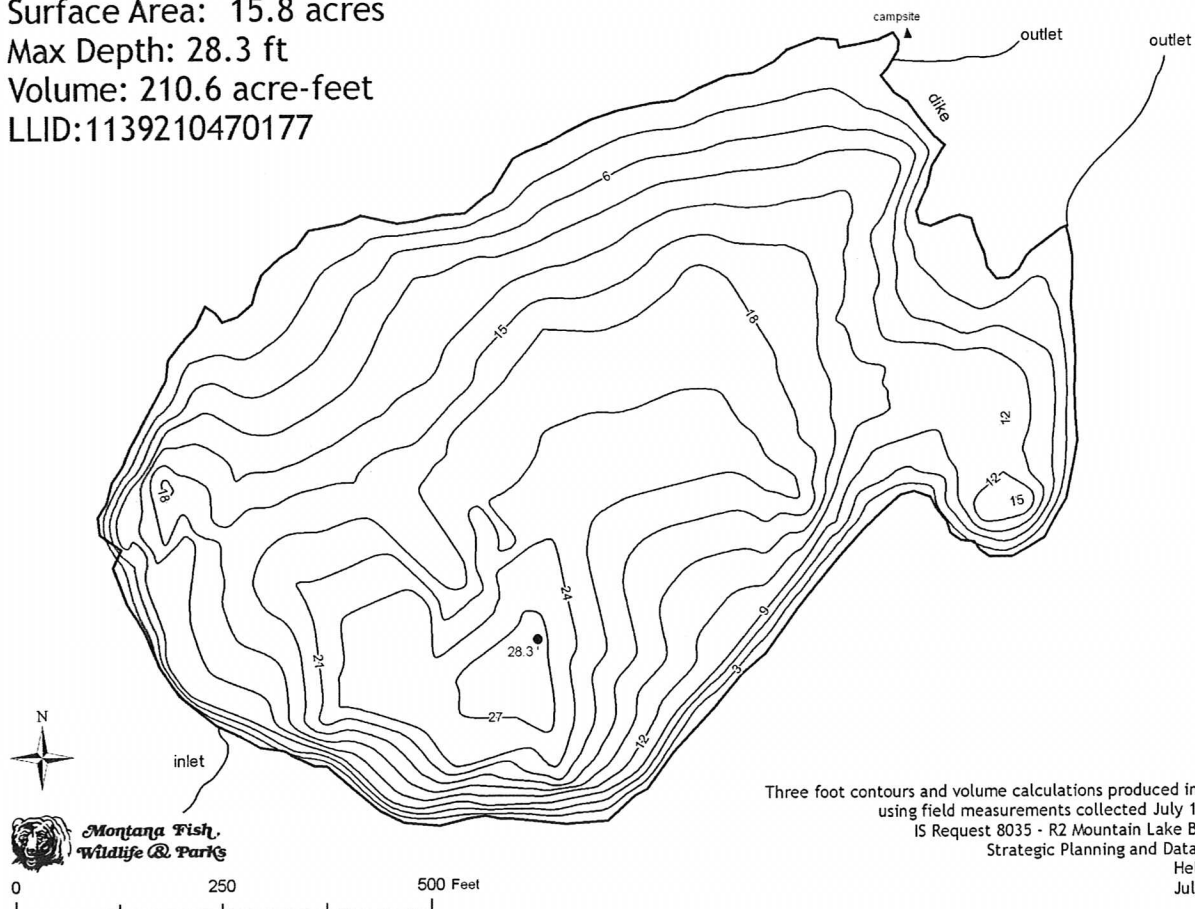 Surface Area: 15.8 acres
Max Depth: 28.3 ft
Volume: 210.6 acre-feet
LLID:1139210470177
campsite
outlet
outlet
dike
6
15
18
12
12
15
18
24
9
28.3'
21
3
27
12
N
inlet
Montana Fish,
Wildlife & Parks
0 250 500 Feet
Three foot contours and volume calculations produced in
using field measurements collected July 1
IS Request 8035 - R2 Mountain Lake B
Strategic Planning and Data
He
Jul